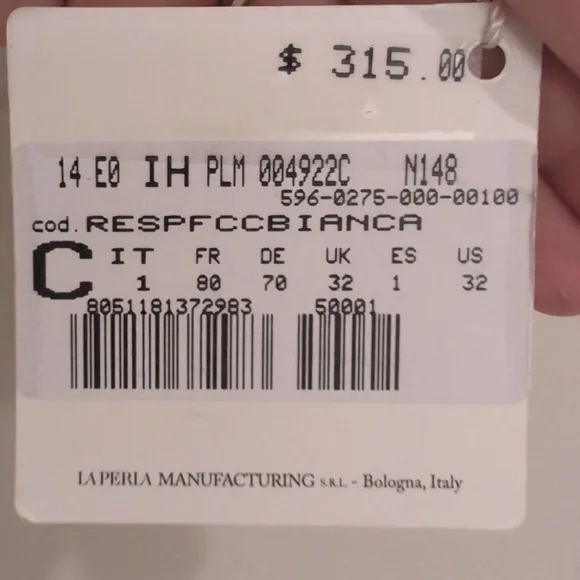 $ 315.00
14 E0 IH PLM 004922C N148
596-0275-000-00100
cod. RESPFCCBIANCA
C IT FR DE UK ES US
1 80 70 32 1 32
8051181372983 50001
LA PERLA MANUFACTURING S.R.L. - Bologna, Italy